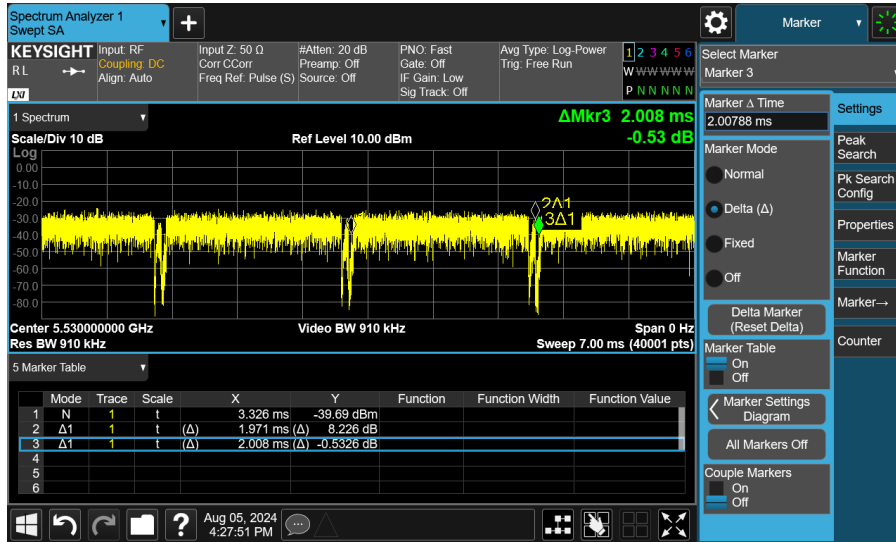 Spectrum Analyzer 1
Swept SA
Marker
KEYSIGHT
RL
LXI
Input: RF
Coupling: DC
Align: Auto
Input Z: 50 Ω
Corr CCorr
Freq Ref: Pulse (S)
#Atten: 20 dB
Preamp: Off
Source: Off
PNO: Fast
Gate: Off
IF Gain: Low
Sig Track: Off
Avg Type: Log-Power
Trig: Free Run
1 2 3 4 5 6
W W W W W W
P N N N N N
Select Marker
Marker 3
1 Spectrum
ΔMkr3 2.008 ms
-0.53 dB
Scale/Div 10 dB
Ref Level 10.00 dBm
Log
0.00
-10.0
-20.0
-30.0
-40.0
-50.0
-60.0
-70.0
-80.0
2Δ1
3Δ1
Center 5.530000000 GHz
Video BW 910 kHz
Span 0 Hz
Res BW 910 kHz
Sweep 7.00 ms (40001 pts)
Marker Δ Time
2.00788 ms
Marker Mode
Normal
Delta (Δ)
Fixed
Off
Delta Marker
(Reset Delta)
Marker Table
On
Off
Marker Settings
Diagram
All Markers Off
Couple Markers
On
Off
Settings
Peak
Search
Pk Search
Config
Properties
Marker
Function
Marker→
Counter
5 Marker Table
Mode Trace Scale X Y Function Function Width Function Value
1 N 1 t 3.326 ms -39.69 dBm
2 Δ1 1 t (Δ) 1.971 ms (Δ) 8.226 dB
3 Δ1 1 t (Δ) 2.008 ms (Δ) -0.5326 dB
4
5
6
Aug 05, 2024
4:27:51 PM